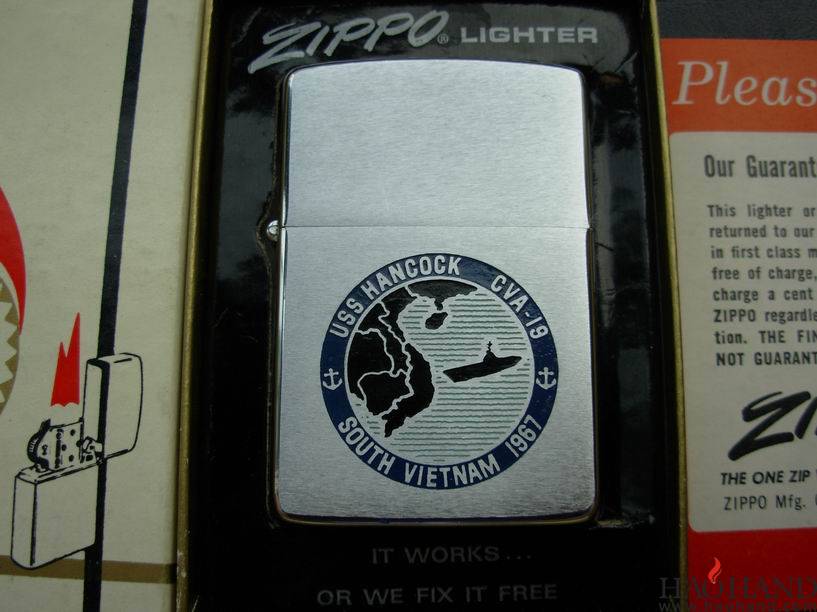 ZIPPO® LIGHTER
USS HANCOCK CVA-19
SOUTH VIETNAM 1967
IT WORKS...
OR WE FIX IT FREE
Pleas
Our Guarant
This lighter or
returned to our
in first class m
free of charge,
charge a cent
ZIPPO regardle
tion. THE FIN
NOT GUARANT
ZI
THE ONE ZIP
ZIPPO Mfg.
HAOHAND